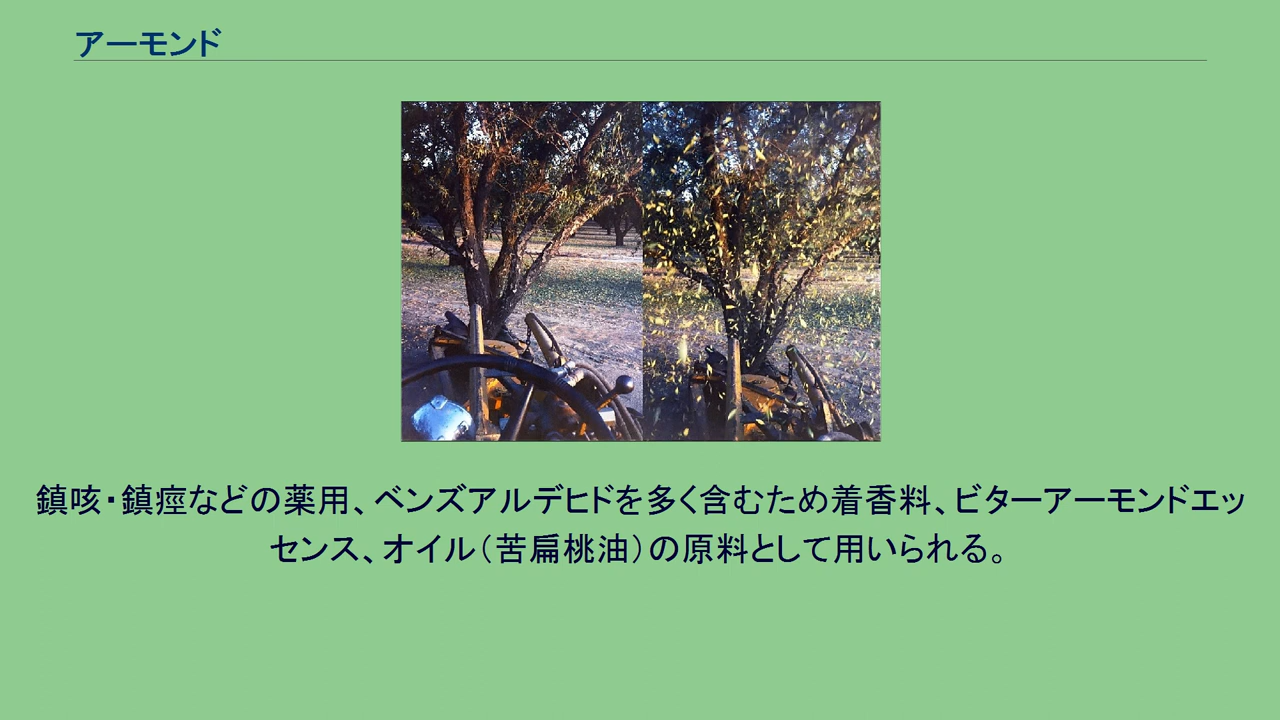 アーモンド
鎮咳・鎮痙などの薬用、ベンズアルデヒドを多く含むため着香料、ビターアーモンドエッ
センス、オイル（苦扁桃油）の原料として用いられる。